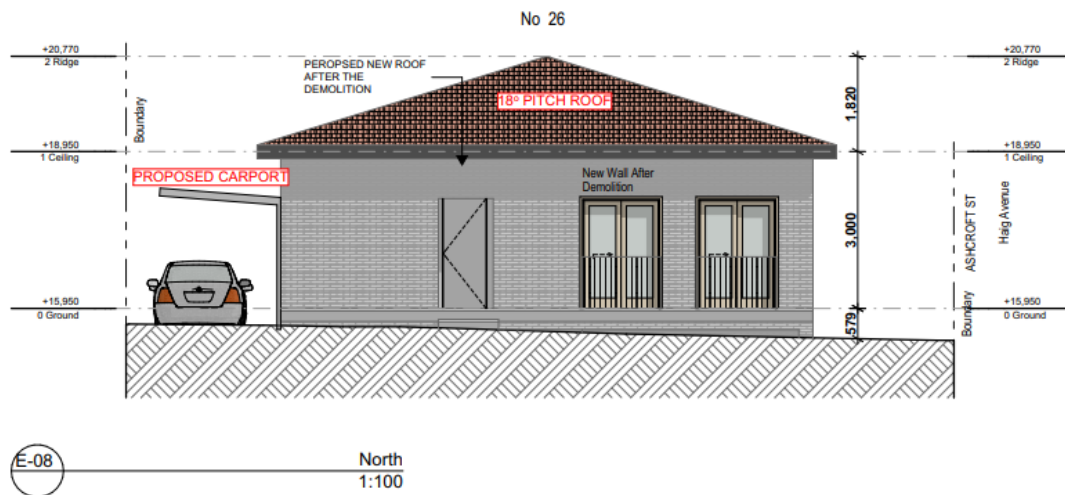 No 26
+20,770
2 Ridge
+20,770
2 Ridge
PEROPSED NEW ROOF
AFTER THE
DEMOLITION
18º PITCH ROOF
1,820
Boundary
+18,950
1 Ceiling
+18,950
1 Ceiling
PROPOSED CARPORT
New Wall After
Demolition
3,000
ASHCROFT ST
Haig Avenue
+15,950
0 Ground
+15,950
0 Ground
579
Boundary
E-08
North
1:100